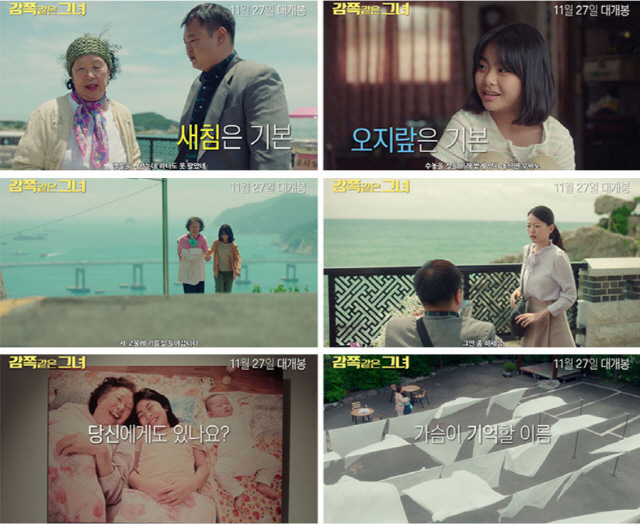 감쪽같은그녀
11월 27일 대개봉
새침은 기본
감쪽같은그녀
11월 27일 대개봉
오지랖은 기본
감쪽같은그녀
11월 27일 대개봉
감쪽같은그녀
11월 27일 대개봉
그만 좀 하세요
감쪽같은그녀
11월 27일 대개봉
당신에게도 있나요?
감쪽같은그녀
11월 27일 대개봉
가슴이 기억할 이름